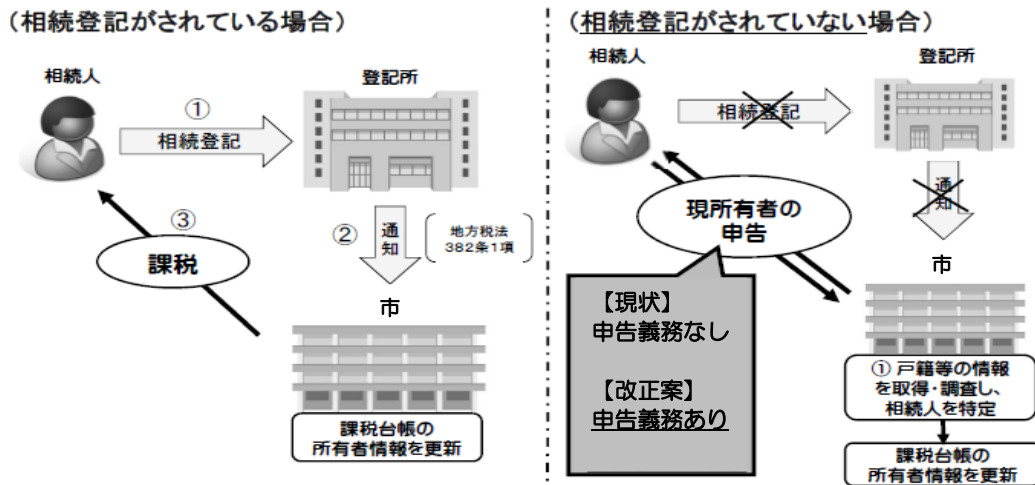 （相続登記がされている場合）
相続人
登記所
①
相続登記
②
通知
地方税法
382条1項
③
課税
市
課税台帳の
所有者情報を更新
（相続登記がされていない場合）
相続人
登記所
相続登記
通知
現所有者の
申告
【現状】
申告義務なし
【改正案】
申告義務あり
市
① 戸籍等の情報
を取得・調査し、
相続人を特定
課税台帳の
所有者情報を更新